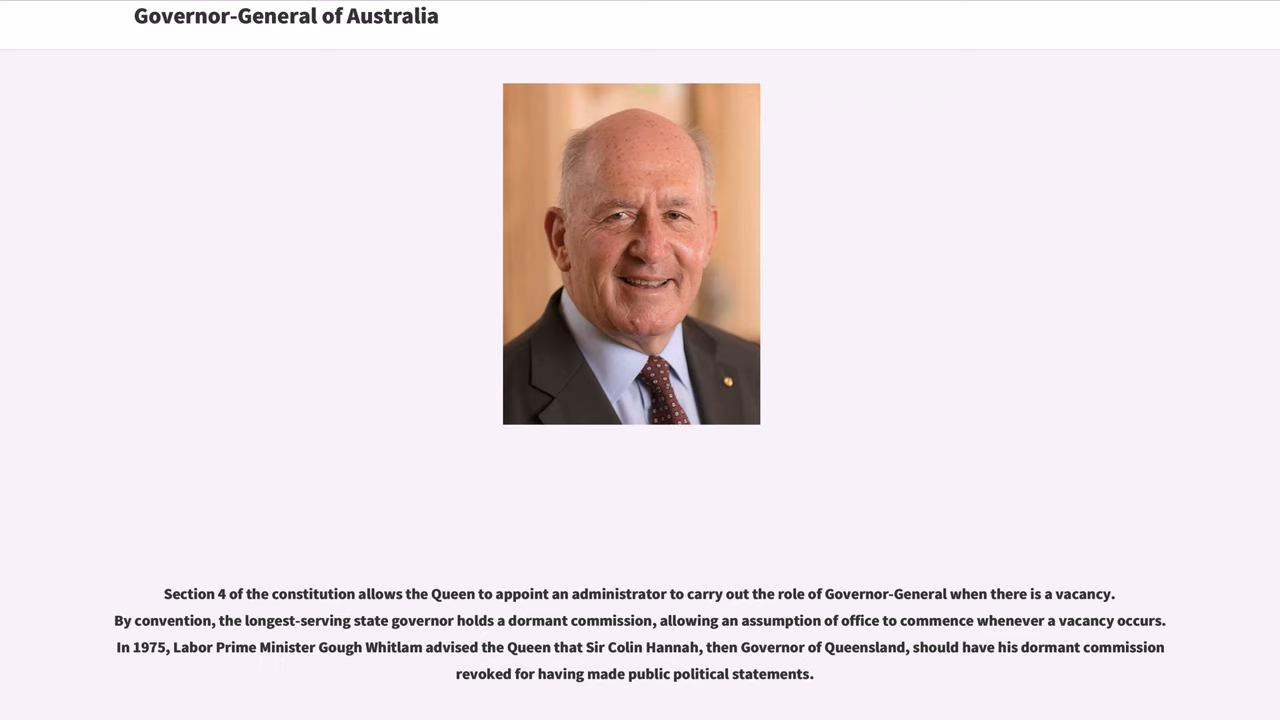 Governor-General of Australia
Section 4 of the constitution allows the Queen to appoint an administrator to carry out the role of Governor-General when there is a vacancy.
By convention, the longest-serving state governor holds a dormant commission, allowing an assumption of office to commence whenever a vacancy occurs.
In 1975, Labor Prime Minister Gough Whitlam advised the Queen that Sir Colin Hannah, then Governor of Queensland, should have his dormant commission
revoked for having made public political statements.